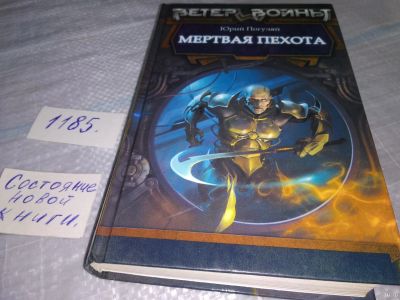 ВЕТЕР ВОЙНЫ
Юрий Погуляй
МЕРТВАЯ ПЕХОТА
1185.
Состояние
новой
книги.